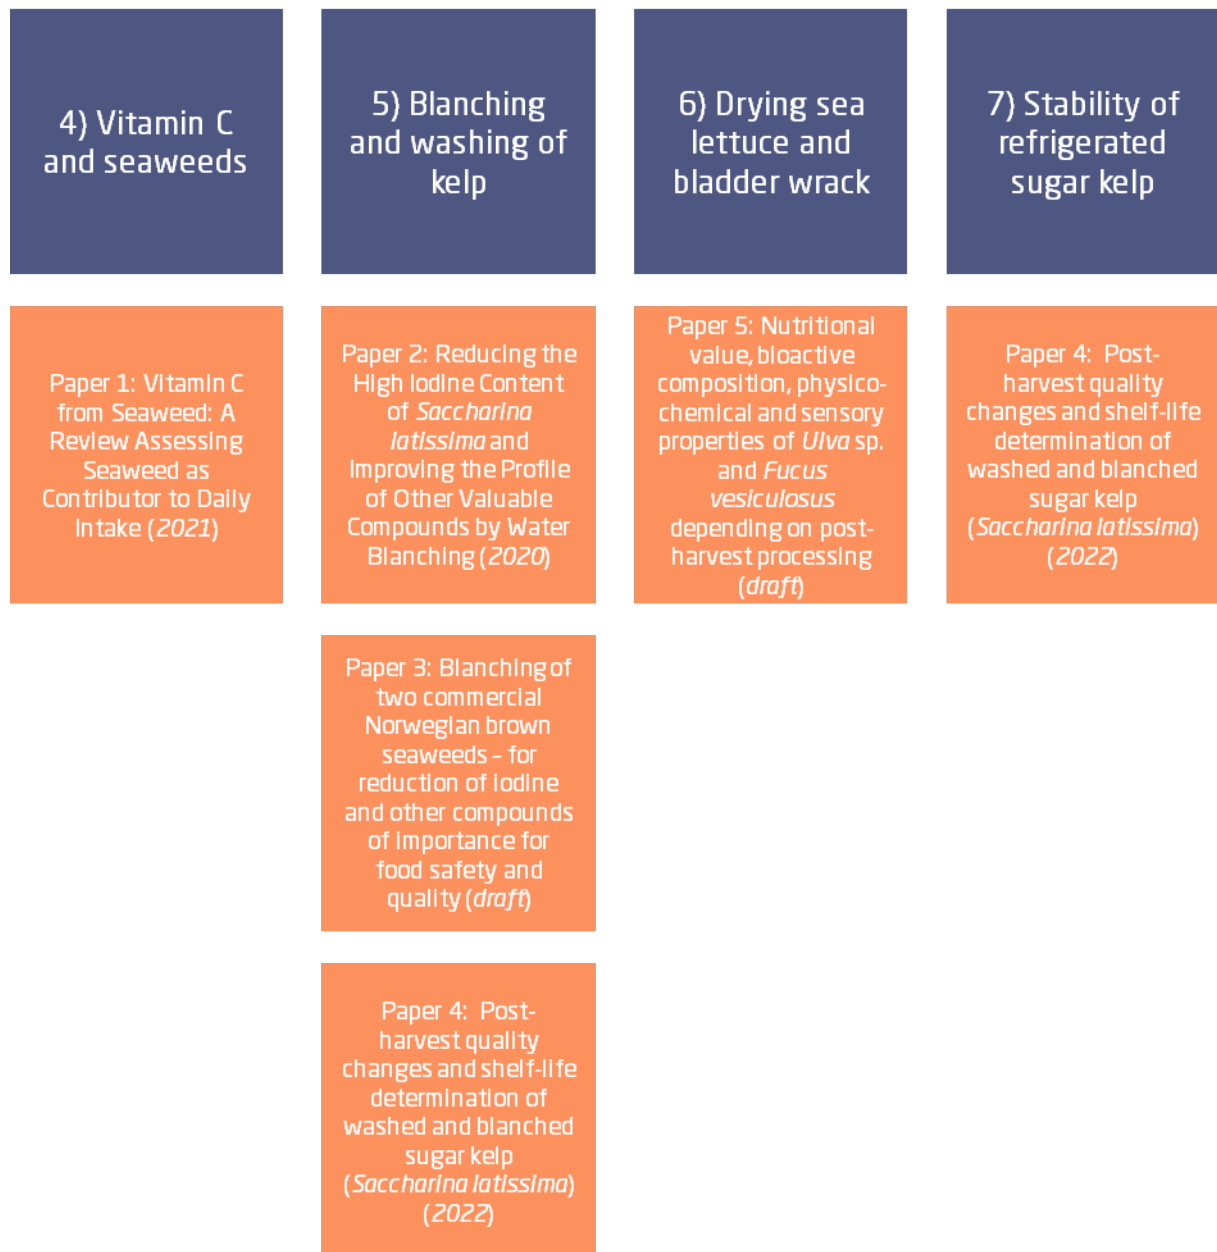 4) Vitamin C
and seaweeds
5) Blanching
and washing of
kelp
6) Drying sea
lettuce and
bladder wrack
7) Stability of
refrigerated
sugar kelp
Paper 1: Vitamin C
from Seaweed: A
Review Assessing
Seaweed as
Contributor to Daily
Intake (2021)
Paper 2: Reducing the
High Iodine Content
of Saccharina
latissima and
Improving the Profile
of Other Valuable
Compounds by Water
Blanching (2020)
Paper 5: Nutritional
value, bioactive
composition, physico-
chemical and sensory
properties of Ulva sp.
and Fucus
vesiculosus
depending on post-
harvest processing
(draft)
Paper 4: Post-
harvest quality
changes and shelf-life
determination of
washed and blanched
sugar kelp
(Saccharina latissima)
(2022)
Paper 3: Blanching of
two commercial
Norwegian brown
seaweeds – for
reduction of iodine
and other compounds
of importance for
food safety and
quality (draft)
Paper 4: Post-
harvest quality
changes and shelf-life
determination of
washed and blanched
sugar kelp
(Saccharina latissima)
(2022)